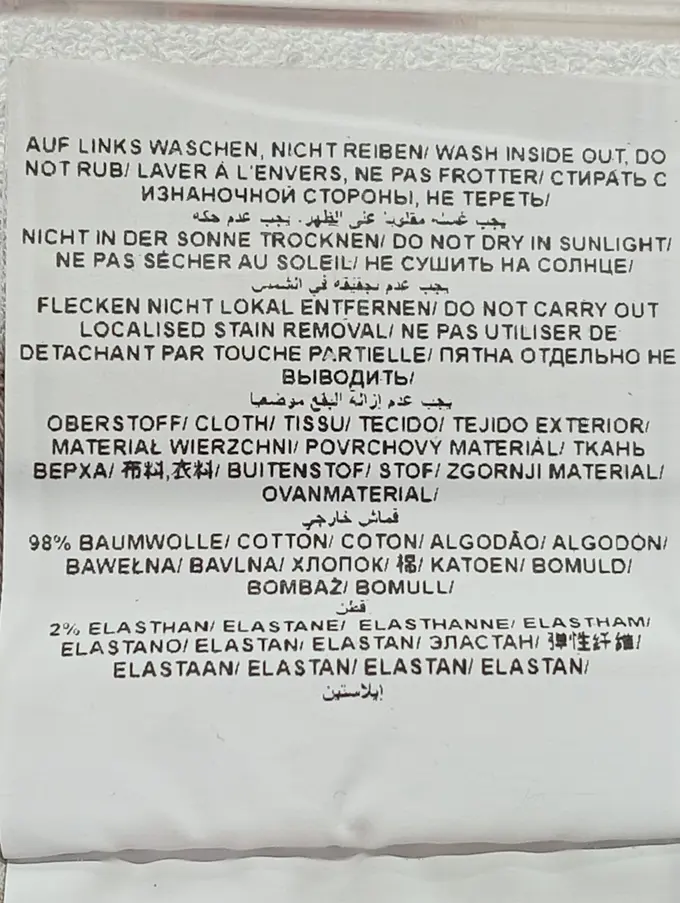 AUF LINKS WASCHEN, NICHT REIBEN/ WASH INSIDE OUT, DO
NOT RUB/ LAVER À L'ENVERS, NE PAS FROTTER/ СТИРАТЬ С
ИЗНАНОЧНОЙ СТОРОНЫ, НЕ ТЕРЕТЬ/
يجب غسله مقلوبا على الظهر. يجب عدم حكه
NICHT IN DER SONNE TROCKNEN/ DO NOT DRY IN SUNLIGHT/
NE PAS SÉCHER AU SOLEIL/ НЕ СУШИТЬ НА СОЛНЦЕ/
يجب عدم تجفيفه في الشمس
FLECKEN NICHT LOKAL ENTFERNEN/ DO NOT CARRY OUT
LOCALISED STAIN REMOVAL/ NE PAS UTILISER DE
DETACHANT PAR TOUCHE PARTIELLE/ ПЯТНА ОТДЕЛЬНО НЕ
ВЫВОДИТЬ/
يجب عدم إزالة البقع موضعيا
OBERSTOFF/ CLOTH/ TISSU/ TECIDO/ TEJIDO EXTERIOR/
MATERIAŁ WIERZCHNI/ POVRCHOVÝ MATERIÁL/ ТКАНЬ
ВЕРХА/ 布料,衣料/ BUITENSTOF/ STOF/ ZGORNJI MATERIAL/
OVANMATERIAL/
قماش خارجي
98% BAUMWOLLE/ COTTON/ COTON/ ALGODÃO/ ALGODÓN/
BAWEŁNA/ BAVLNA/ ХЛОПОК/ 棉/ KATOEN/ BOMULD/
BOMBAŽ/ BOMULL/
قطن
2% ELASTHAN/ ELASTANE/ ELASTHANNE/ ELASTHAM/
ELASTANO/ ELASTAN/ ELASTAN/ ЭЛАСТАН/ 弹性纤维/
ELASTAAN/ ELASTAN/ ELASTAN/ ELASTAN/
إيلاستين